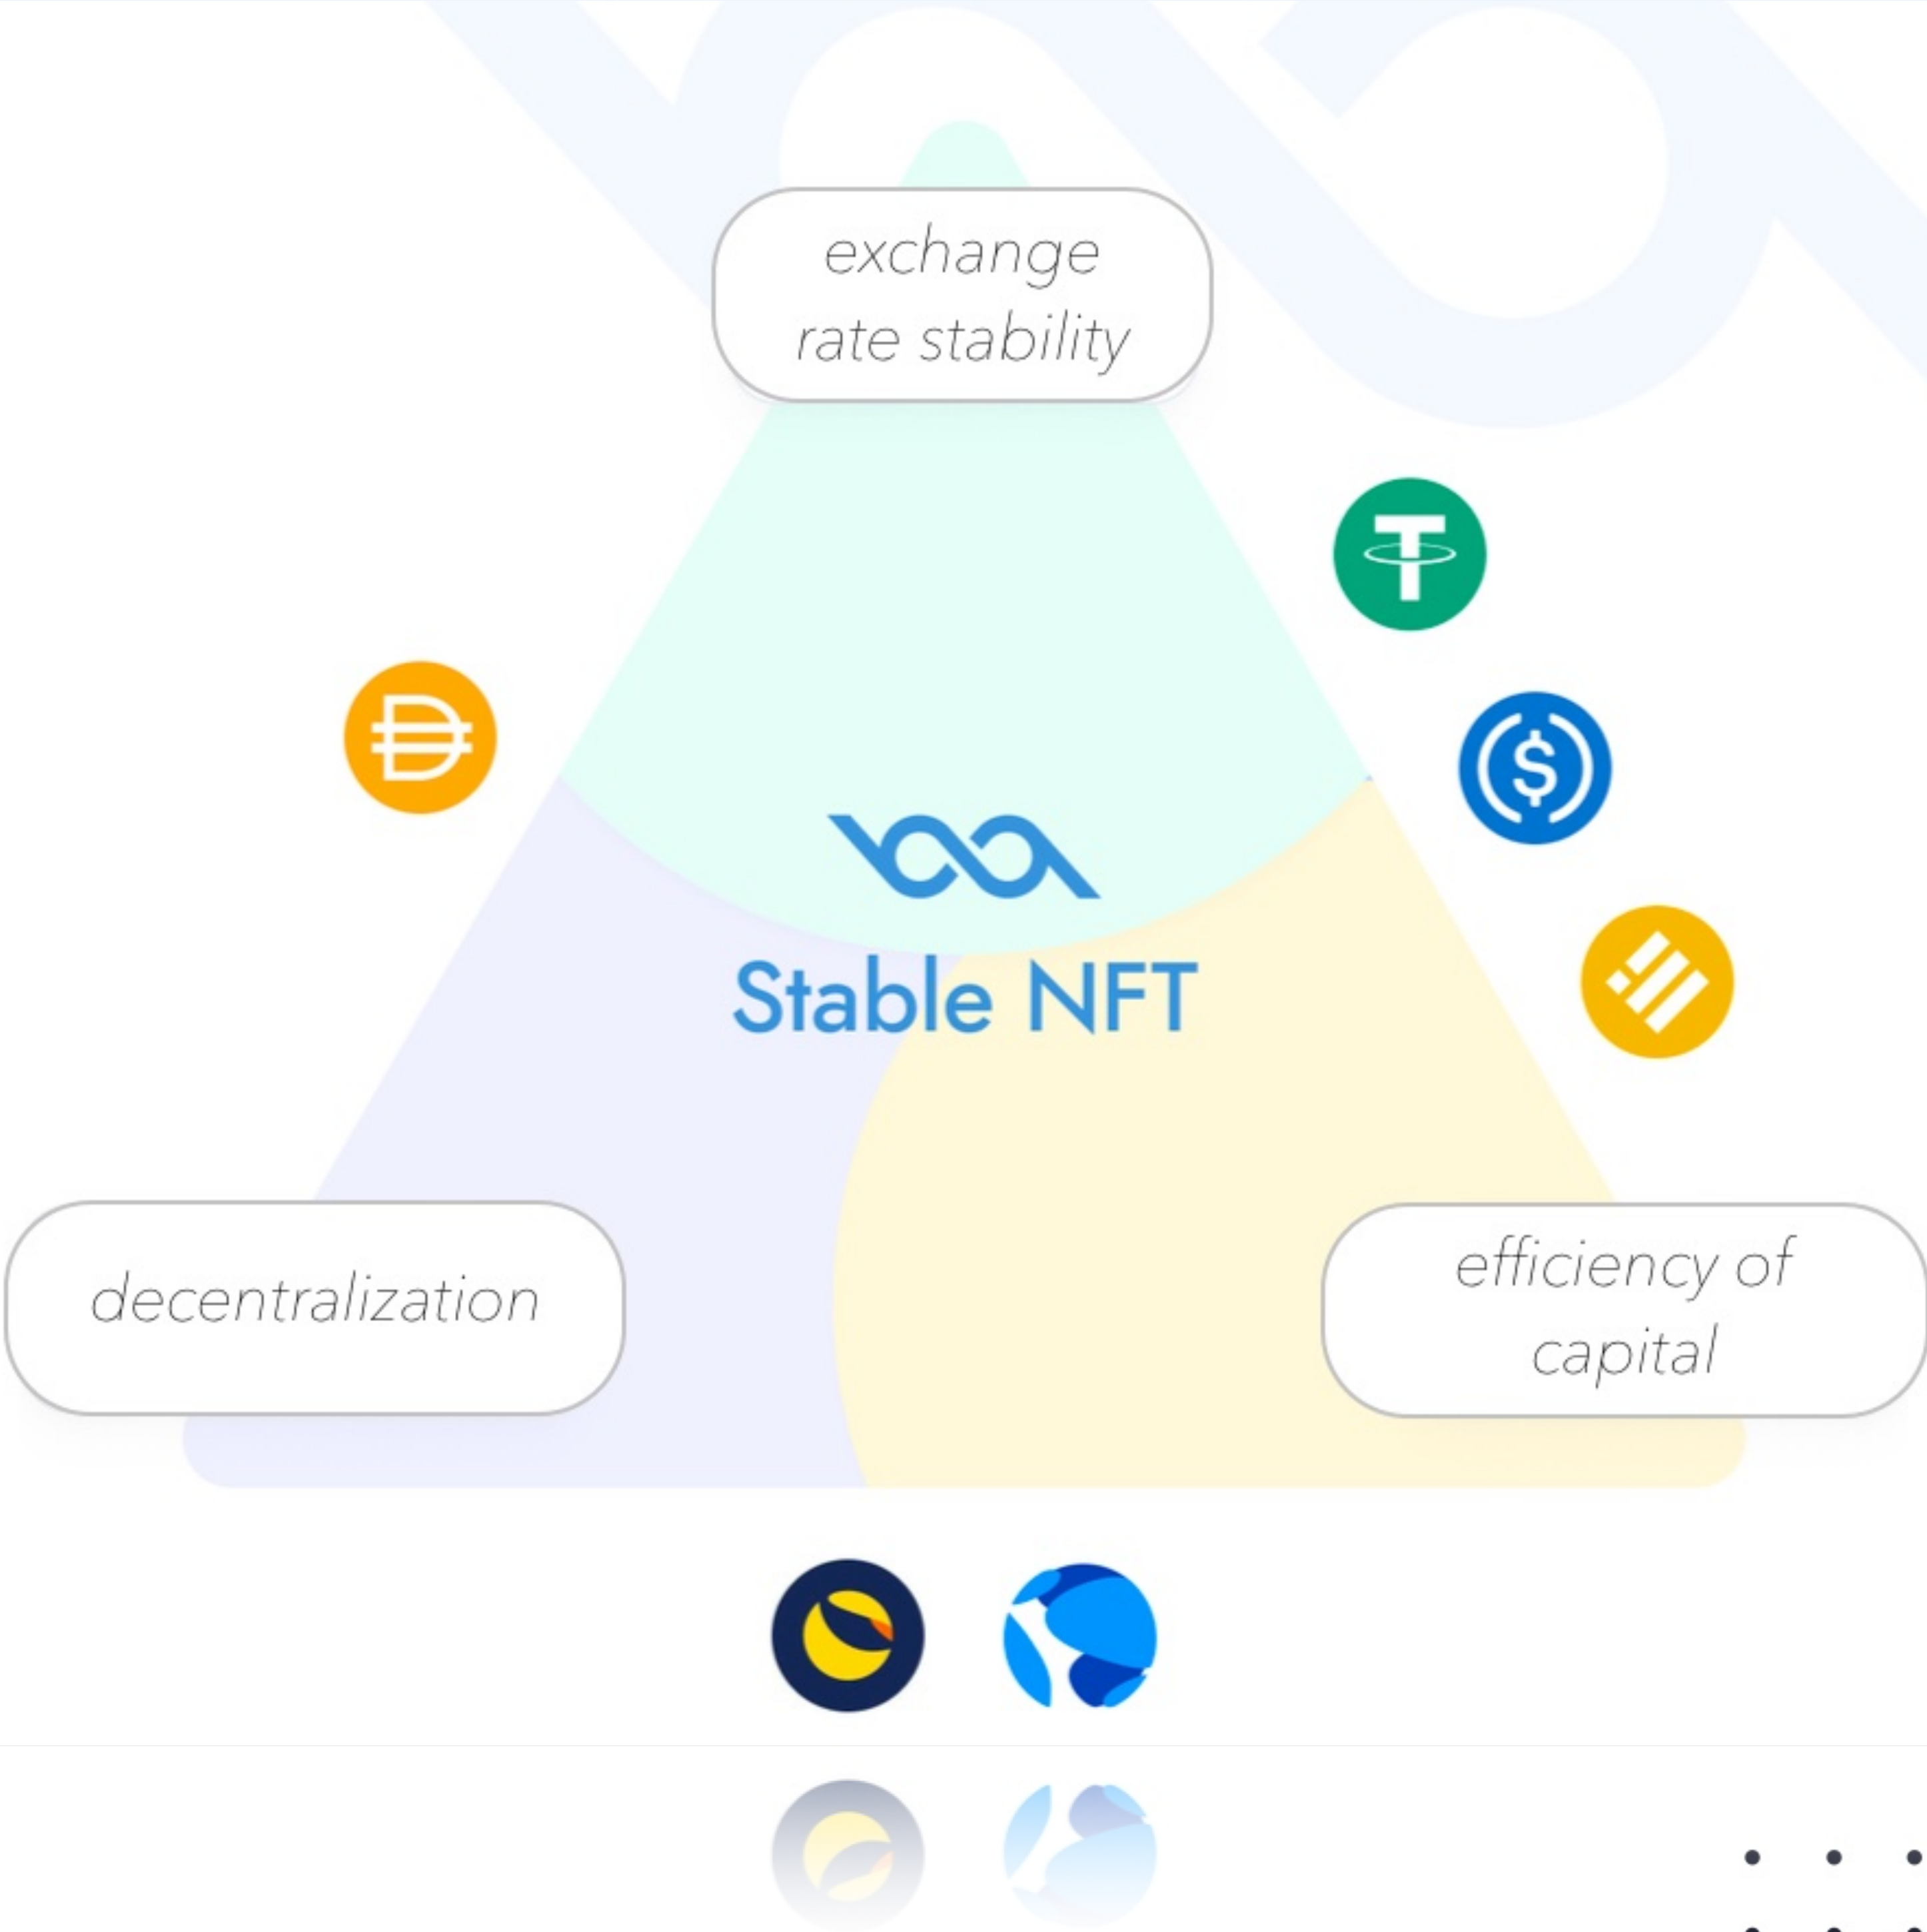 exchange
rate stability
Stable NFT
decentralization
efficiency of
capital